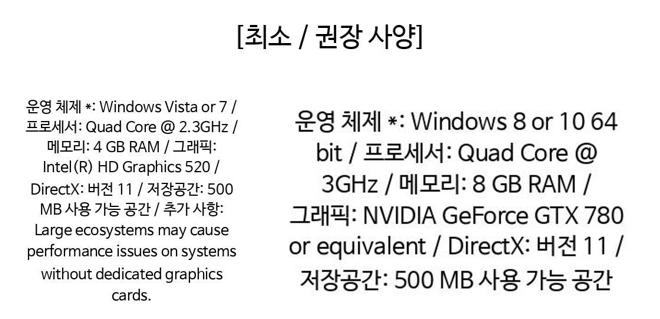 [최소 / 권장 사양]
운영 체제 *: Windows Vista or 7 /
프로세서: Quad Core @ 2.3GHz /
메모리: 4 GB RAM / 그래픽:
Intel(R) HD Graphics 520 /
DirectX: 버전 11 / 저장공간: 500
MB 사용 가능 공간 / 추가 사항:
Large ecosystems may cause
performance issues on systems
without dedicated graphics
cards.
운영 체제 *: Windows 8 or 10 64
bit / 프로세서: Quad Core @
3GHz / 메모리: 8 GB RAM /
그래픽: NVIDIA GeForce GTX 780
or equivalent / DirectX: 버전 11 /
저장공간: 500 MB 사용 가능 공간